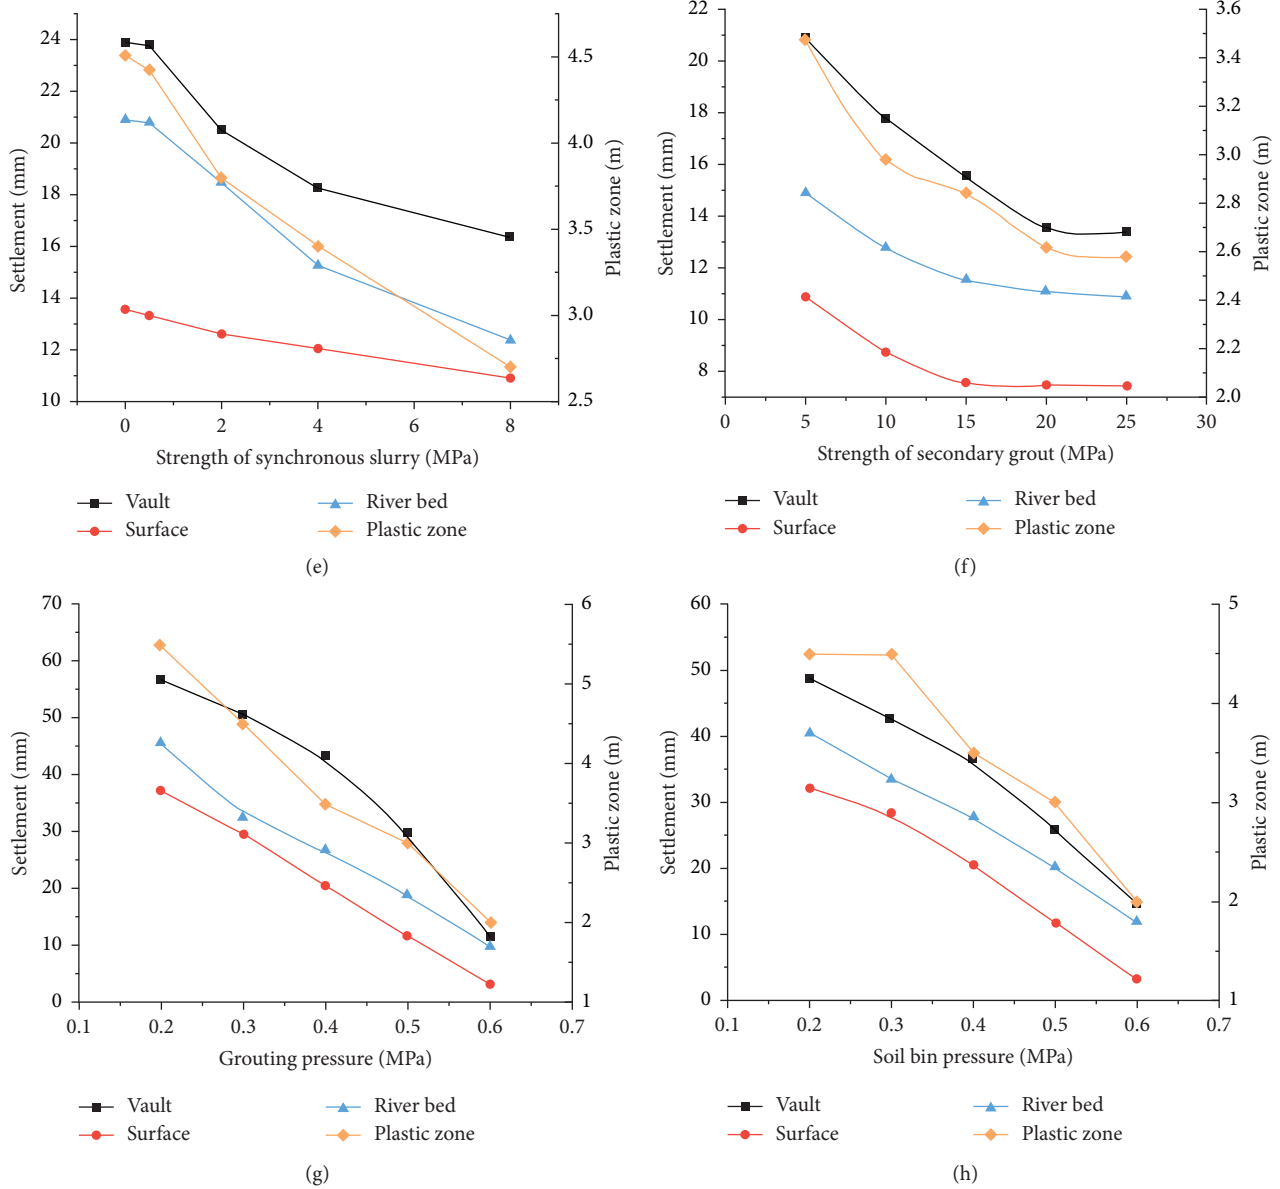 24
22
20
18
16
14
12
10
Settlement (mm)
4.5
4.0
3.5
3.0
2.5
Plastic zone (m)
0 2 4 6 8
Strength of synchronous slurry (MPa)
Vault River bed
Surface Plastic zone
(e)
22
20
18
16
14
12
10
8
Settlement (mm)
3.6
3.4
3.2
3.0
2.8
2.6
2.4
2.2
2.0
Plastic zone (m)
0 5 10 15 20 25 30
Strength of secondary grout (MPa)
Vault River bed
Surface Plastic zone
(f)
70
60
50
40
30
20
10
0
Settlement (mm)
6
5
4
3
2
1
Plastic zone (m)
0.1 0.2 0.3 0.4 0.5 0.6 0.7
Grouting pressure (MPa)
Vault River bed
Surface Plastic zone
(g)
60
50
40
30
20
10
0
Settlement (mm)
5
4
3
2
1
Plastic zone (m)
0.1 0.2 0.3 0.4 0.5 0.6 0.7
Soil bin pressure (MPa)
Vault River bed
Surface Plastic zone
(h)